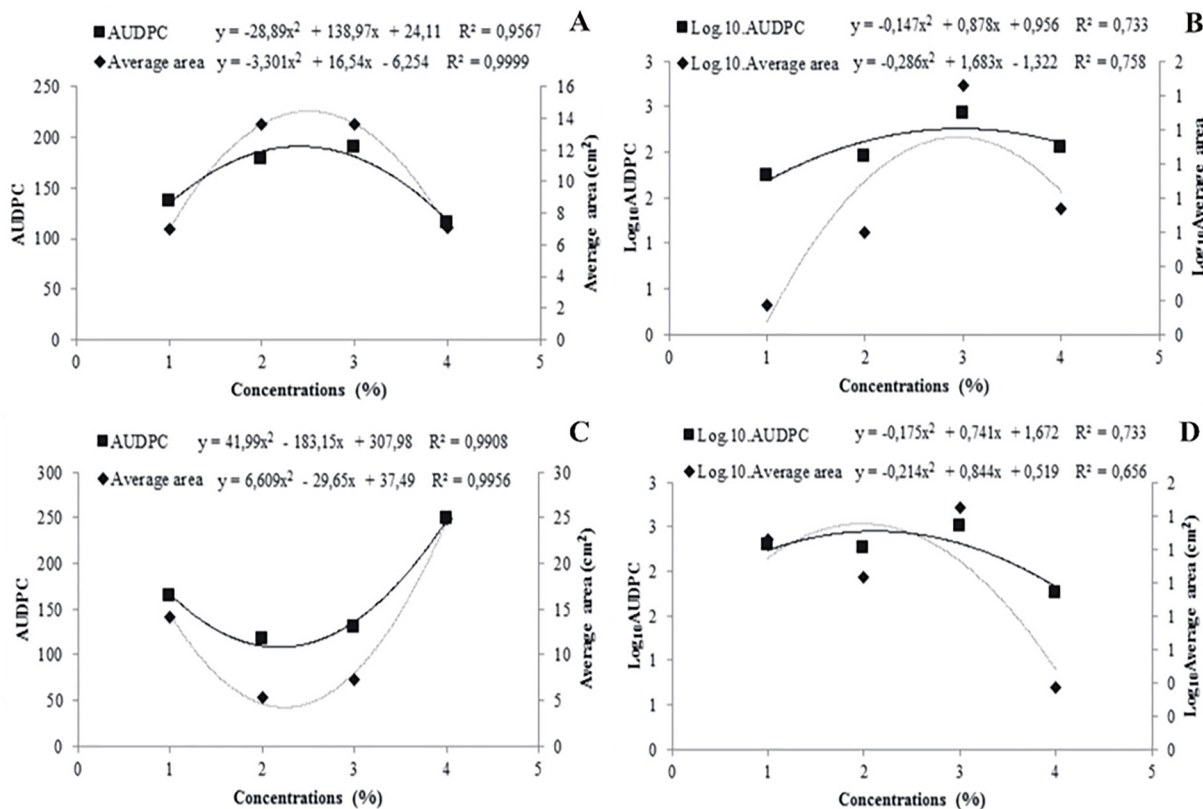 AUDPC y = -28,89x² + 138,97x + 24,11 R² = 0,9567
A
Average area y = -3,301x² + 16,54x - 6,254 R² = 0,9999
250
200
150
100
50
0
AUDPC
16
14
12
10
8
6
4
2
0
Average area (cm²)
0 1 2 3 4 5
Concentrations (%)
Log.10.AUDPC y = -0,147x² + 0,878x + 0,956 R² = 0,733
B
Log.10.Average area y = -0,286x² + 1,683x - 1,322 R² = 0,758
3
3
2
2
1
1
0
Log₁₀AUDPC
2
1
1
1
1
1
0
0
0
Log₁₀Average area
0 1 2 3 4 5
Concentrations (%)
AUDPC y = 41,99x² - 183,15x + 307,98 R² = 0,9908
C
Average area y = 6,609x² - 29,65x + 37,49 R² = 0,9956
300
250
200
150
100
50
0
AUDPC
30
25
20
15
10
5
0
Average area (cm²)
0 1 2 3 4 5
Concentrations (%)
Log.10.AUDPC y = -0,175x² + 0,741x + 1,672 R² = 0,733
D
Log.10.Average area y = -0,214x² + 0,844x + 0,519 R² = 0,656
3
3
2
2
1
1
0
Log₁₀AUDPC
2
1
1
1
1
1
0
0
0
Log₁₀Average area (cm²)
0 1 2 3 4 5
Concentrations (%)